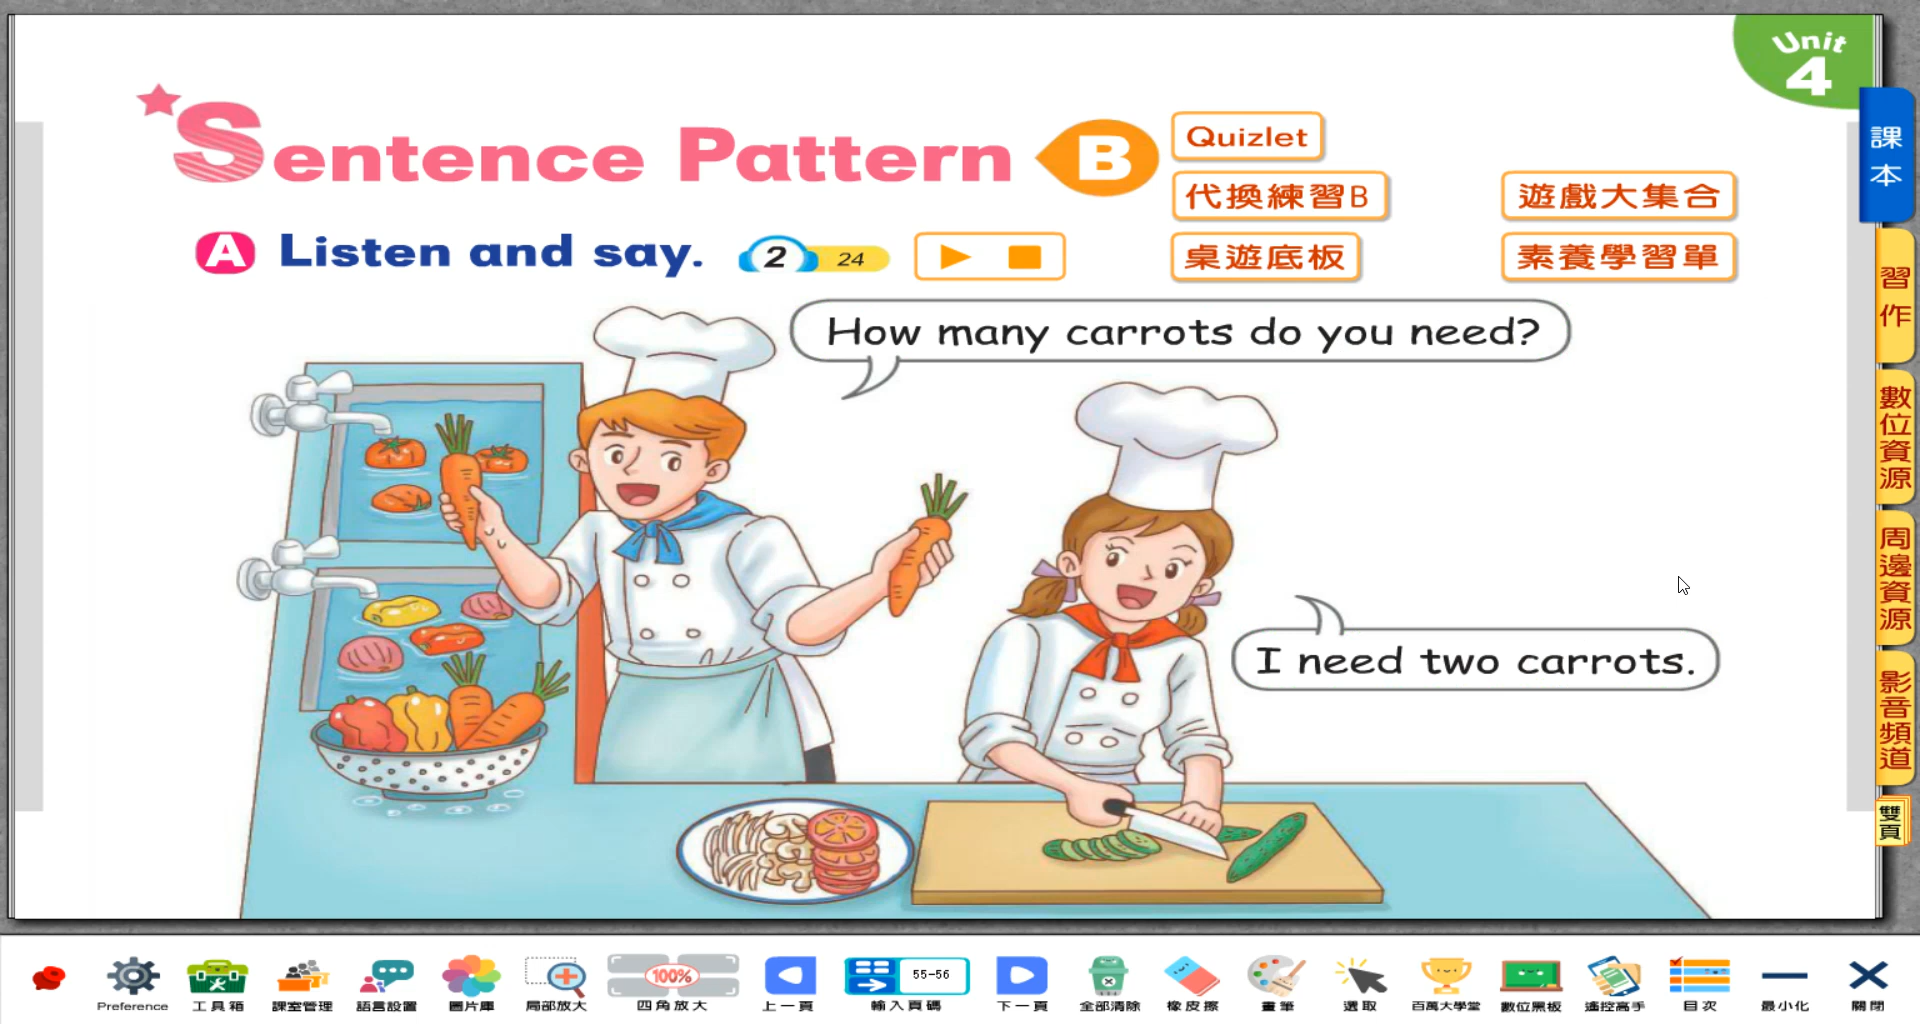 Unit
4
Sentence Pattern B
Quizlet
代換練習B
遊戲大集合
A Listen and say.
2 24
桌遊底板
素養學習單
How many carrots do you need?
I need two carrots.
課本
習作
數位資源
周邊資源
影音頻道
雙頁
100%
55-56
Preference
工具箱
課室管理
語言設置
圖片庫
局部放大
四角放大
上一頁
輸入頁碼
下一頁
全部清除
橡皮擦
畫筆
選取
百萬大學堂
數位黑板
遙控高手
目次
最小化
關閉